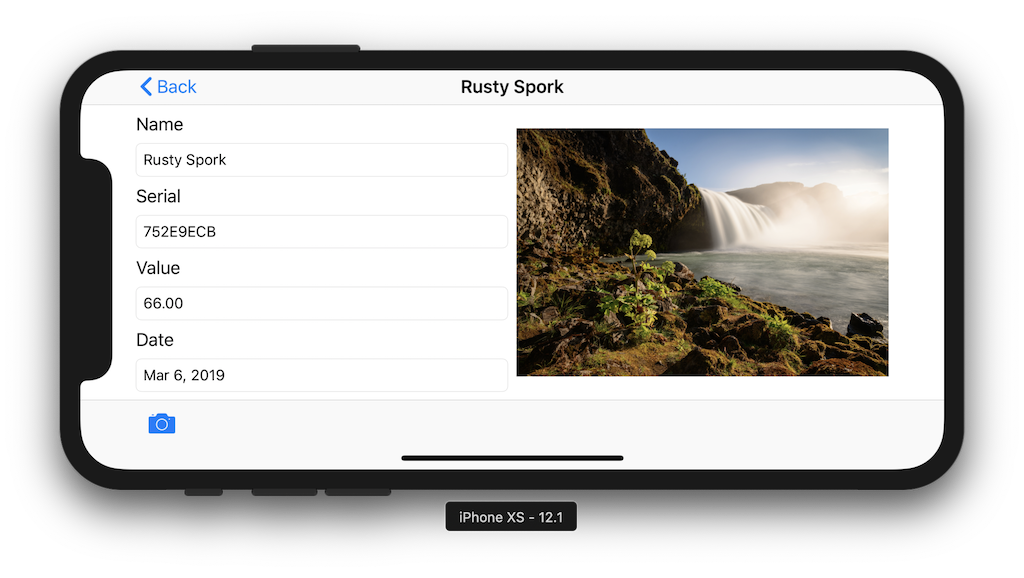 Back
Rusty Spork
Name
Rusty Spork
Serial
752E9ECB
Value
66.00
Date
Mar 6, 2019
iPhone XS - 12.1